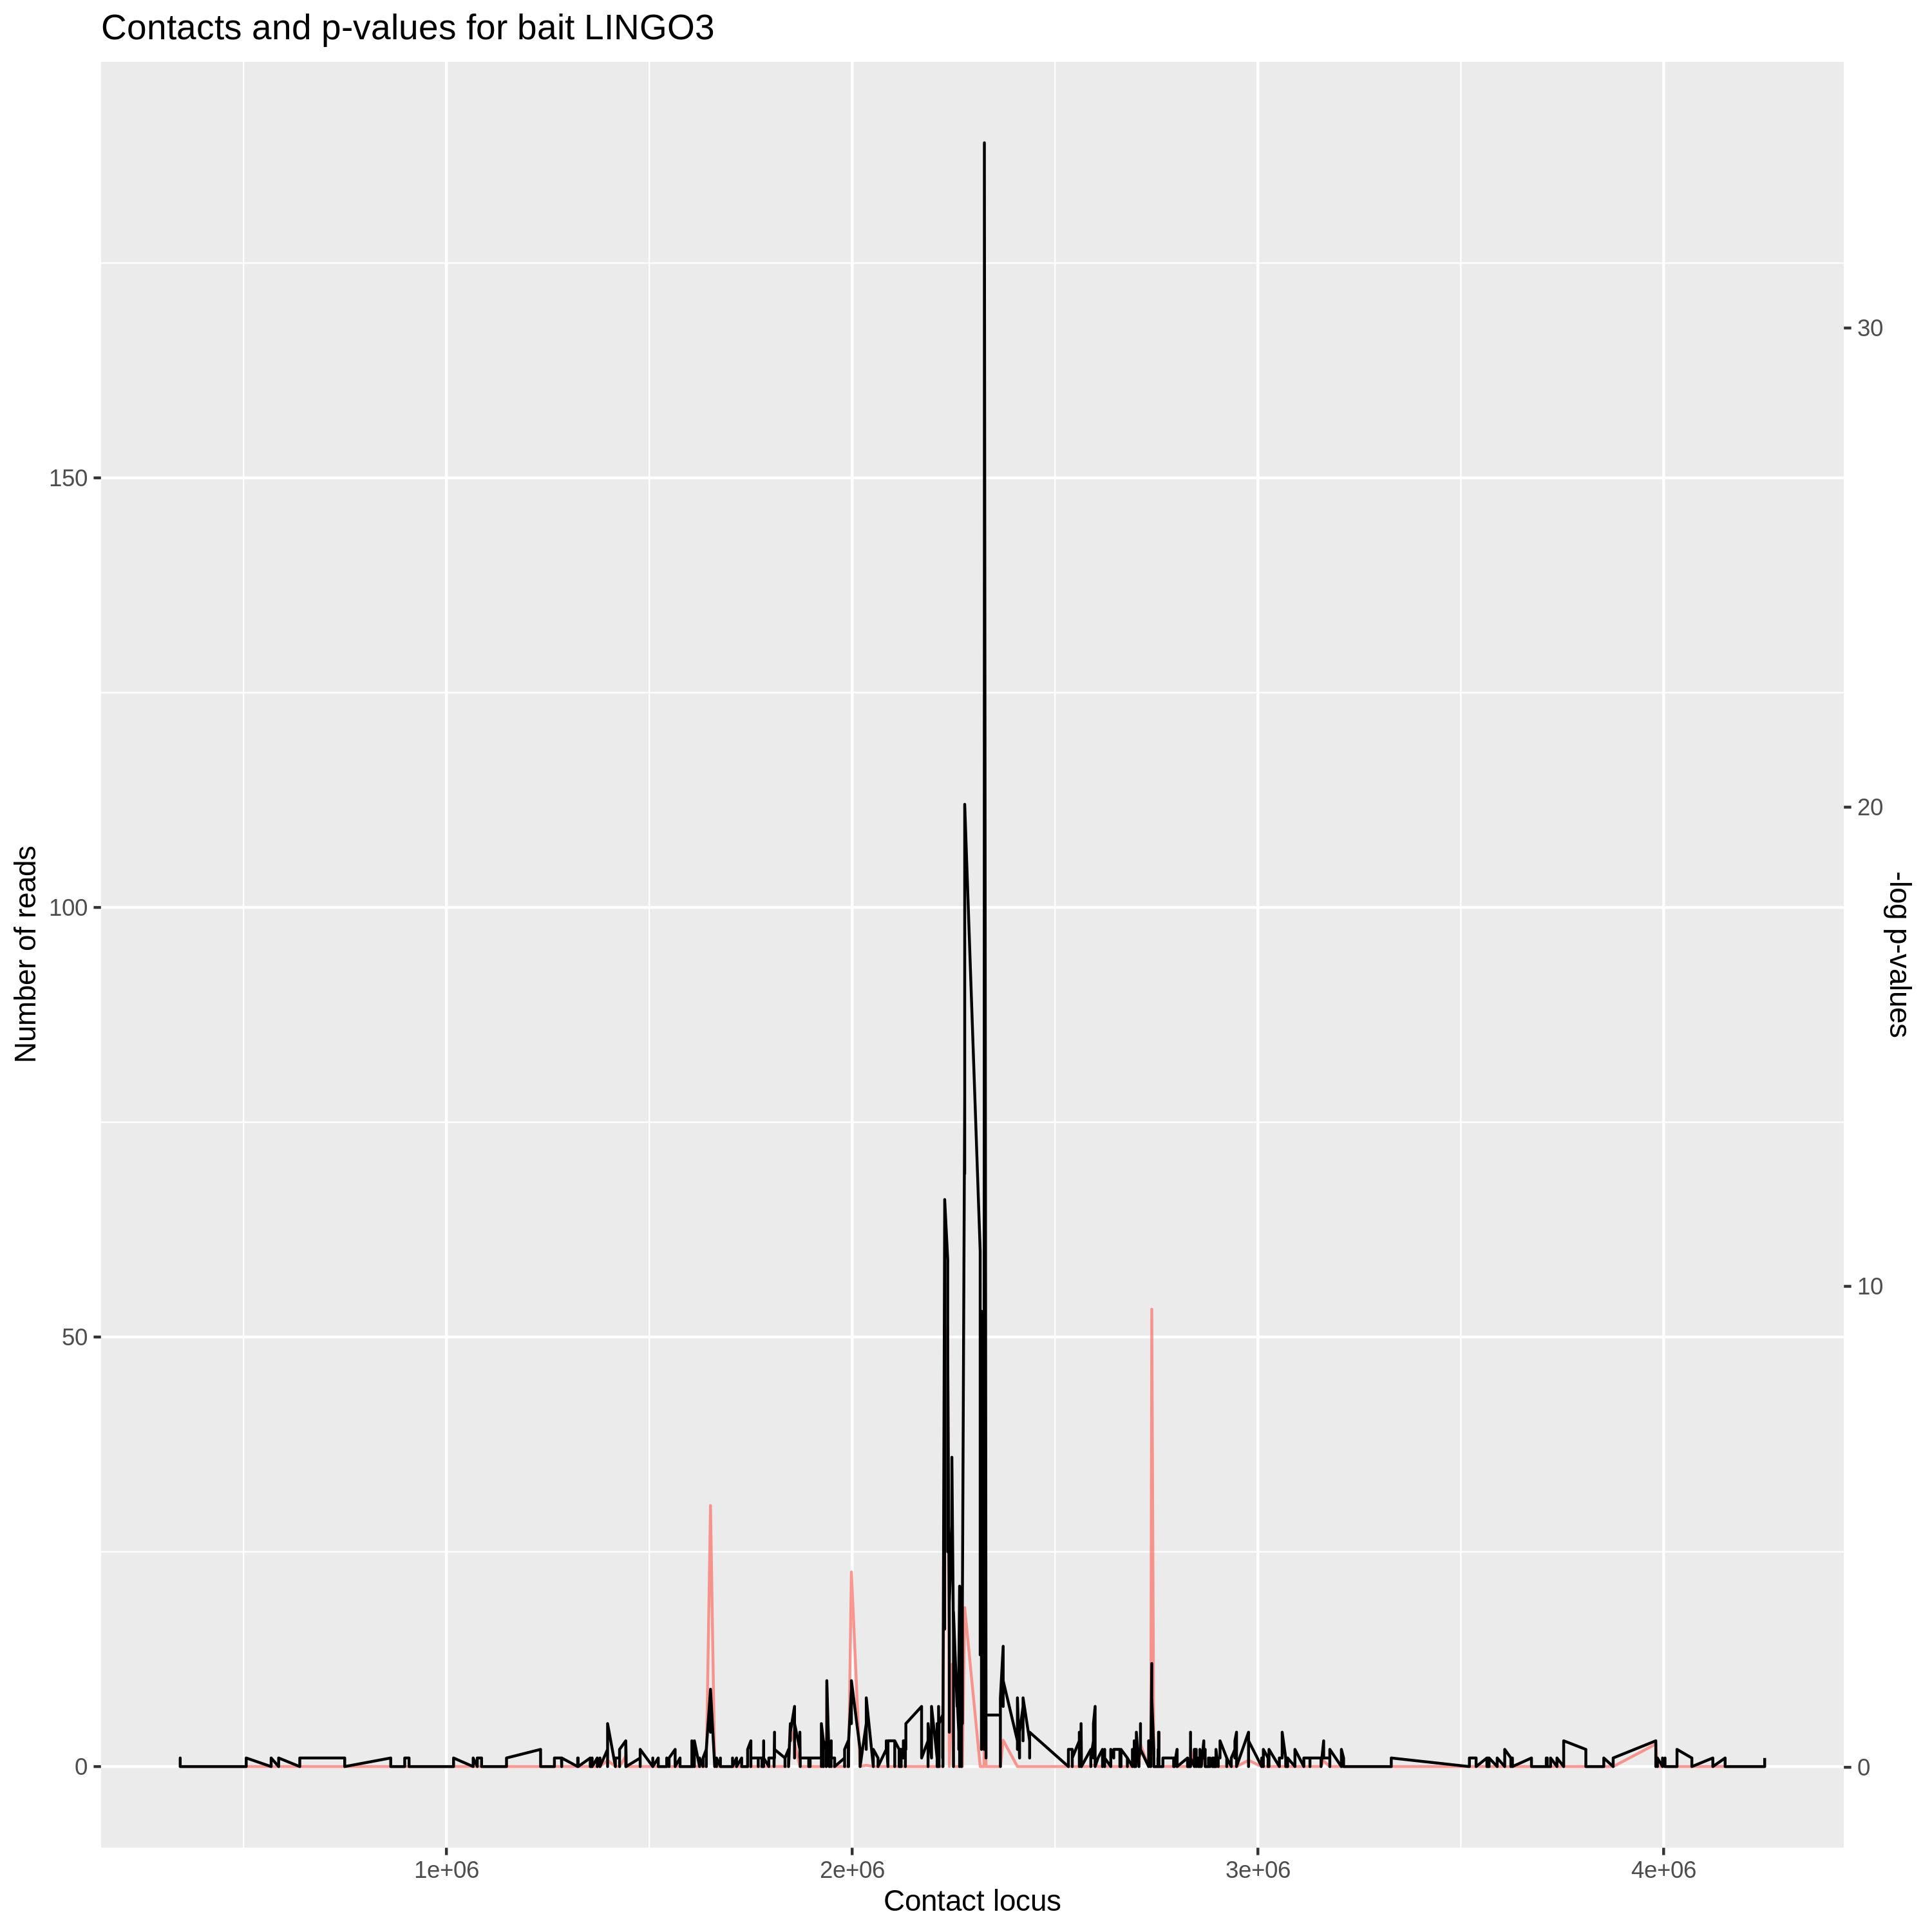 Contacts and p-values for bait LINGO3
150
100
50
0
Number of reads
30
20
10
0
-log p-values
1e+06
2e+06
3e+06
4e+06
Contact locus